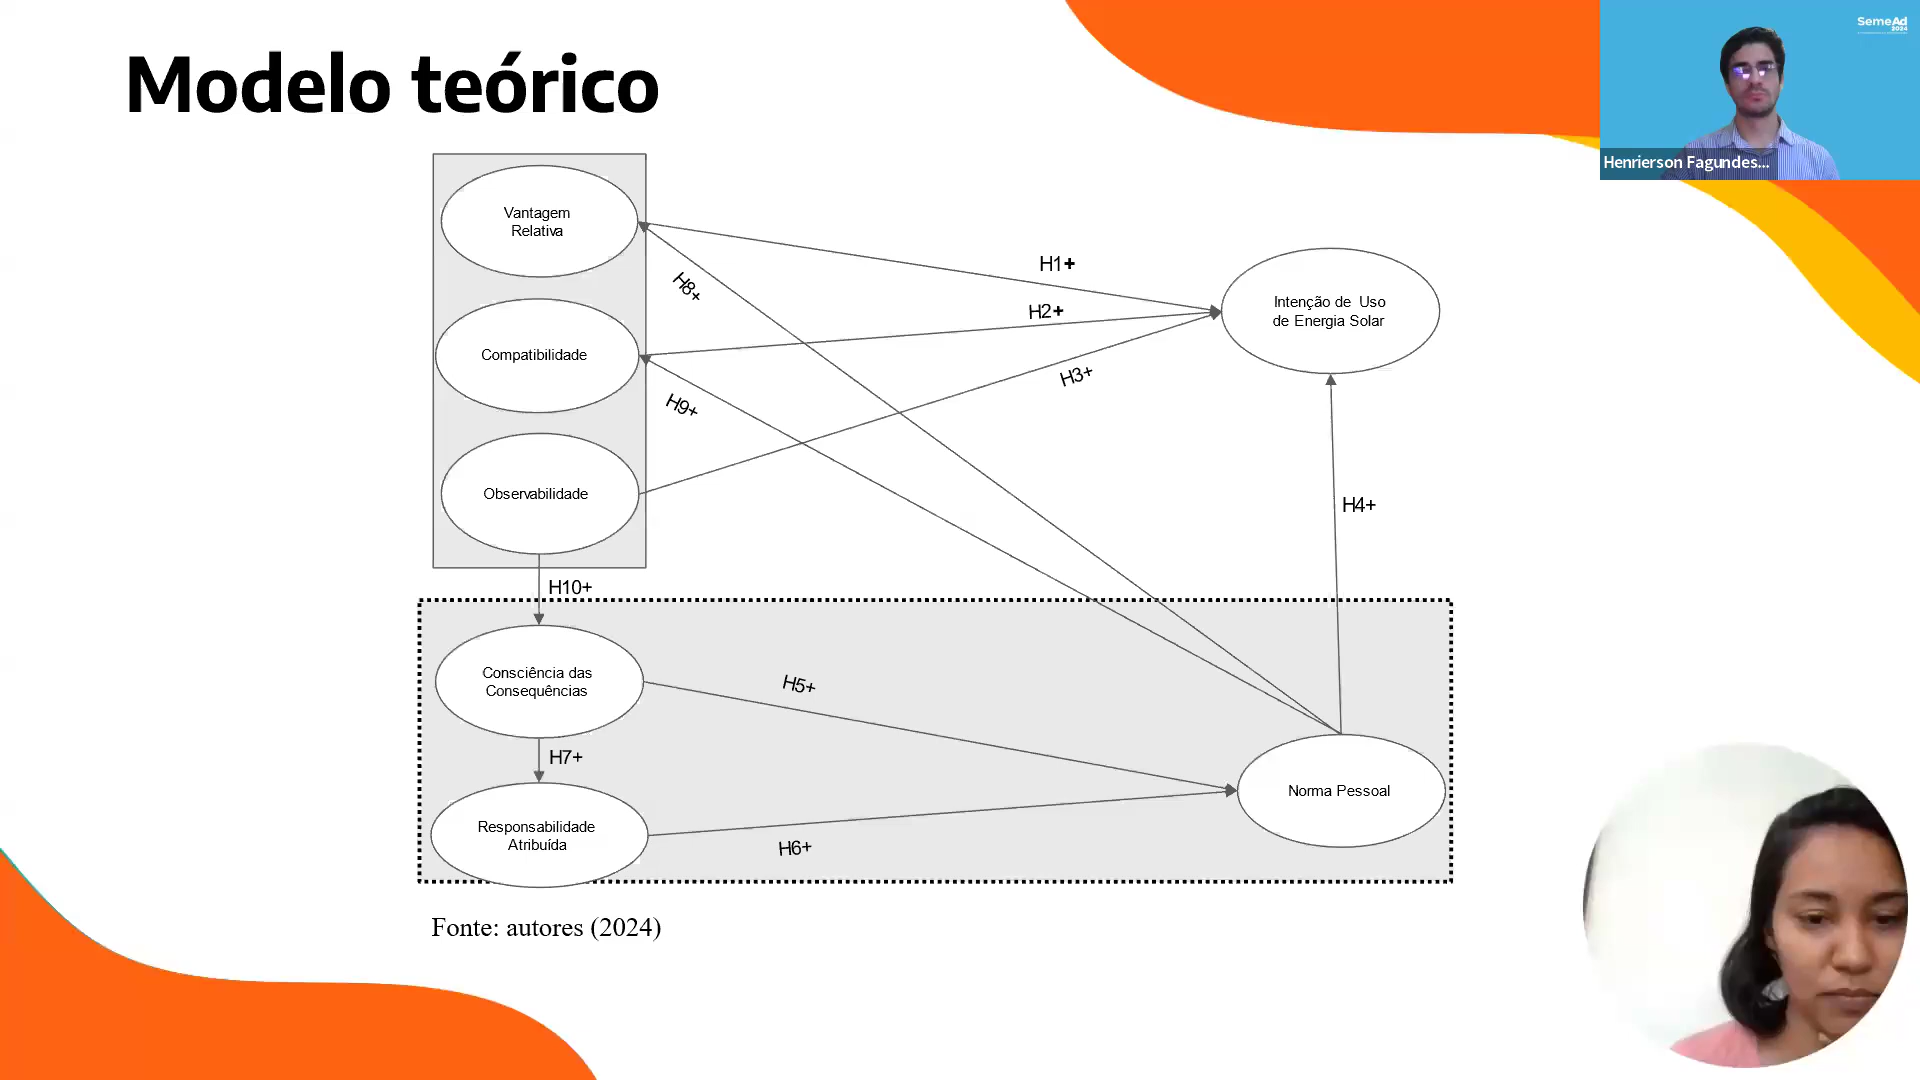 Modelo teórico
SemeAd
2024
Henrierson Fagundes...
Vantagem
Relativa
H1+
H8+
H2+
Intenção de Uso
de Energia Solar
Compatibilidade
H3+
H9+
Observabilidade
H4+
H10+
Consciência das
Consequências
H5+
H7+
Norma Pessoal
Responsabilidade
Atribuída
H6+
Fonte: autores (2024)